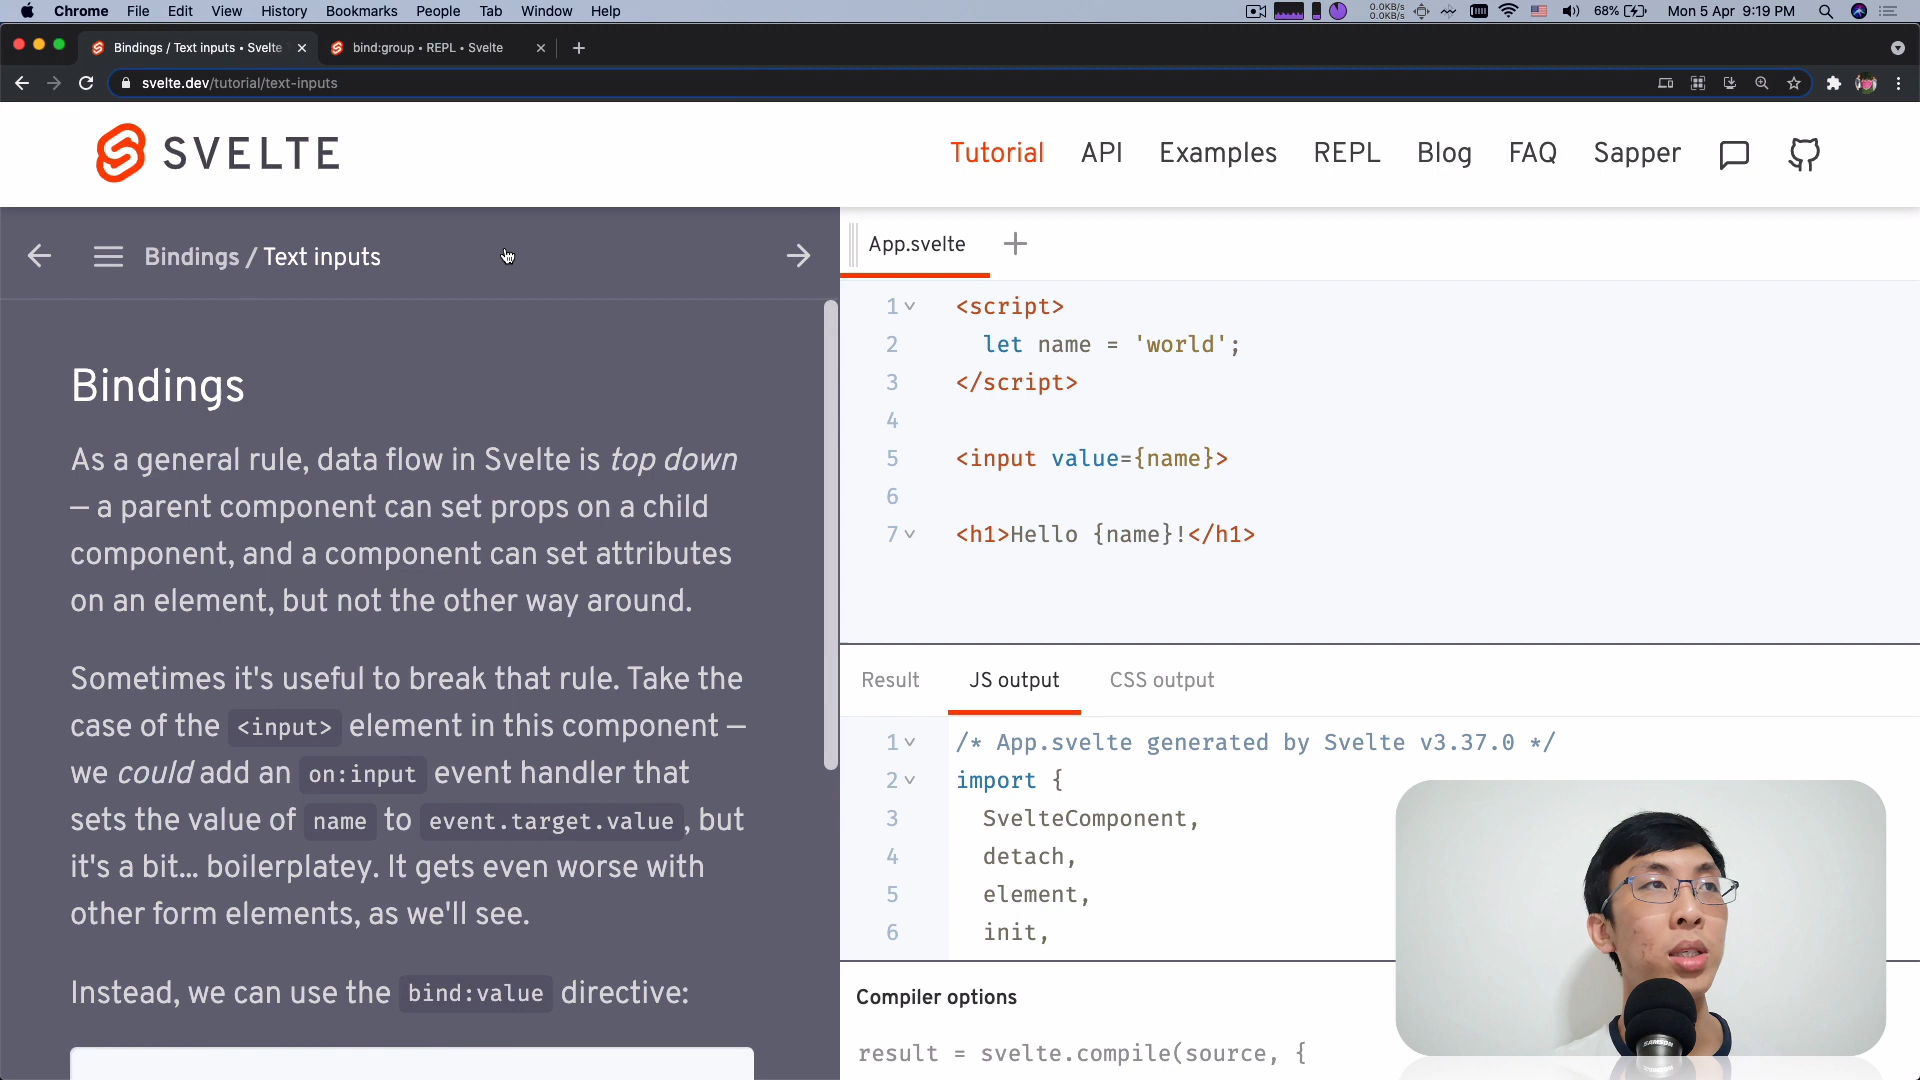 Chrome File Edit View History Bookmarks People Tab Window Help
0.0KB/s
0.0KB/s
68% Mon 5 Apr 9:19 PM
Bindings / Text inputs • Svelte
bind:group • REPL • Svelte
svelte.dev/tutorial/text-inputs
SVELTE
Tutorial API Examples REPL Blog FAQ Sapper
Bindings / Text inputs
Bindings
As a general rule, data flow in Svelte is top down
— a parent component can set props on a child
component, and a component can set attributes
on an element, but not the other way around.
Sometimes it's useful to break that rule. Take the
case of the <input> element in this component —
we could add an on:input event handler that
sets the value of name to event.target.value , but
it's a bit... boilerplatey. It gets even worse with
other form elements, as we'll see.
Instead, we can use the bind:value directive:
App.svelte
1 <script>
2 let name = 'world';
3 </script>
4
5 <input value={name}>
6
7 <h1>Hello {name}!</h1>
Result JS output CSS output
1 /* App.svelte generated by Svelte v3.37.0 */
2 import {
3 SvelteComponent,
4 detach,
5 element,
6 init,
Compiler options
result = svelte.compile(source, {
SAMSON